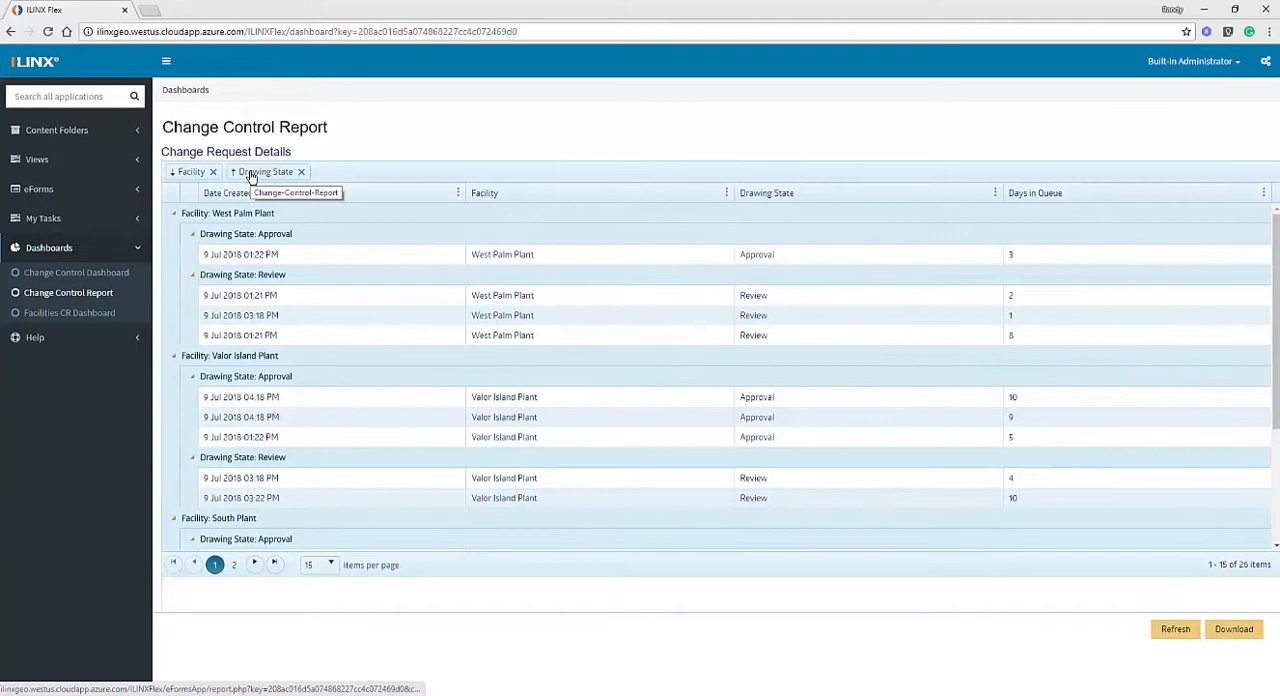 ILINX Flex
Bandy
ilinxgeo.westus.cloudapp.azure.com/ILINXFlex/dashboard?key=208ac016d5a074868227cc4c072469d0
ILINX®
Built-in Administrator
Search all applications
Dashboards
Content Folders
Views
eForms
My Tasks
Dashboards
Change Control Dashboard
Change Control Report
Facilities CR Dashboard
Help
Change Control Report
Change Request Details
Facility Drawing State
Change-Control-Report
Date Created Facility Drawing State Days in Queue
Facility: West Palm Plant
Drawing State: Approval
9 Jul 2018 01:22 PM West Palm Plant Approval 3
Drawing State: Review
9 Jul 2018 01:21 PM West Palm Plant Review 2
9 Jul 2018 03:18 PM West Palm Plant Review 1
9 Jul 2018 01:21 PM West Palm Plant Review 8
Facility: Valor Island Plant
Drawing State: Approval
9 Jul 2018 04:18 PM Valor Island Plant Approval 10
9 Jul 2018 04:18 PM Valor Island Plant Approval 9
9 Jul 2018 01:22 PM Valor Island Plant Approval 5
Drawing State: Review
9 Jul 2018 03:18 PM Valor Island Plant Review 4
9 Jul 2018 03:22 PM Valor Island Plant Review 10
Facility: South Plant
Drawing State: Approval
1 2 15 items per page 1 - 15 of 26 items
Refresh Download
ilinxgeo.westus.cloudapp.azure.com/ILINXFlex/eFormsApp/report.php?key=208ac016d5a074868227cc4c072469d0&c...